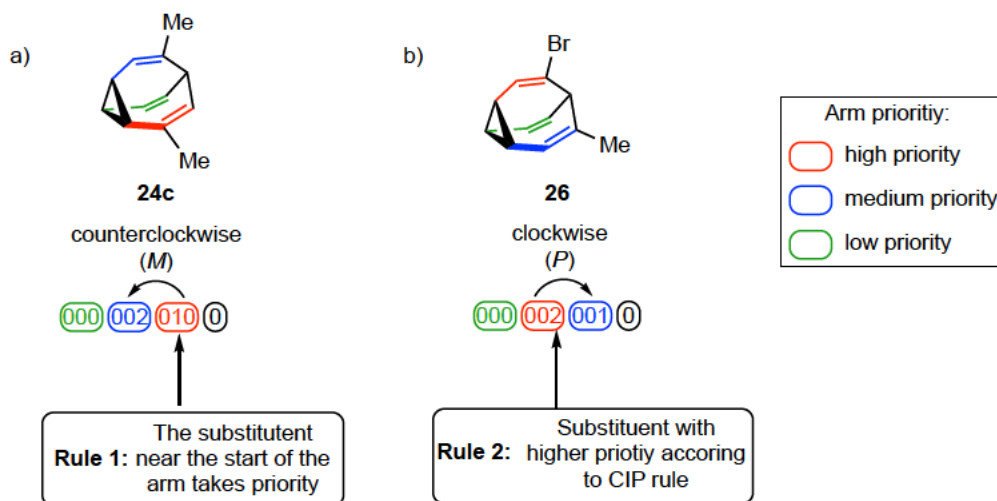 a)
Me
Me
24c
counterclockwise
(M)
000 002 010 0
Rule 1: The substitutent
near the start of the
arm takes priority
b)
Br
Me
26
clockwise
(P)
000 002 001 0
Rule 2: Substituent with
higher priotiy accoring
to CIP rule
Arm prioritiy:
high priority
medium priority
low priority